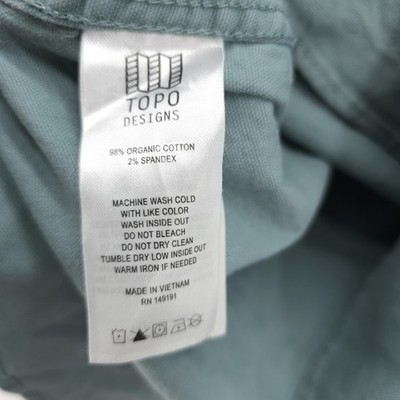 TOPO
DESIGNS
98% ORGANIC COTTON
2% SPANDEX
MACHINE WASH COLD
WITH LIKE COLOR
WASH INSIDE OUT
DO NOT BLEACH
DO NOT DRY CLEAN
TUMBLE DRY LOW INSIDE OUT
WARM IRON IF NEEDED
MADE IN VIETNAM
RN 149191